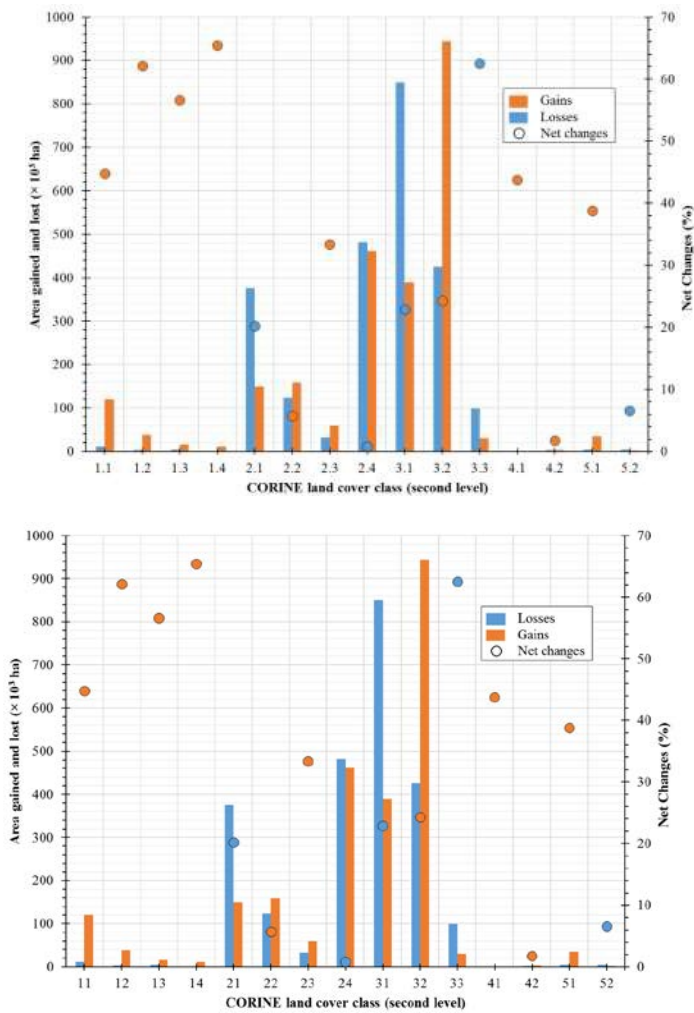 1000
900
800
700
600
500
400
300
200
100
0
Area gained and lost (× 10³ ha)
70
60
50
40
30
20
10
0
Net Changes (%)
Gains
Losses
Net changes
1.1 1.2 1.3 1.4 2.1 2.2 2.3 2.4 3.1 3.2 3.3 4.1 4.2 5.1 5.2
CORINE land cover class (second level)
1000
900
800
700
600
500
400
300
200
100
0
Area gained and lost (× 10³ ha)
70
60
50
40
30
20
10
0
Net Changes (%)
Losses
Gains
Net changes
11 12 13 14 21 22 23 24 31 32 33 41 42 51 52
CORINE land cover class (second level)